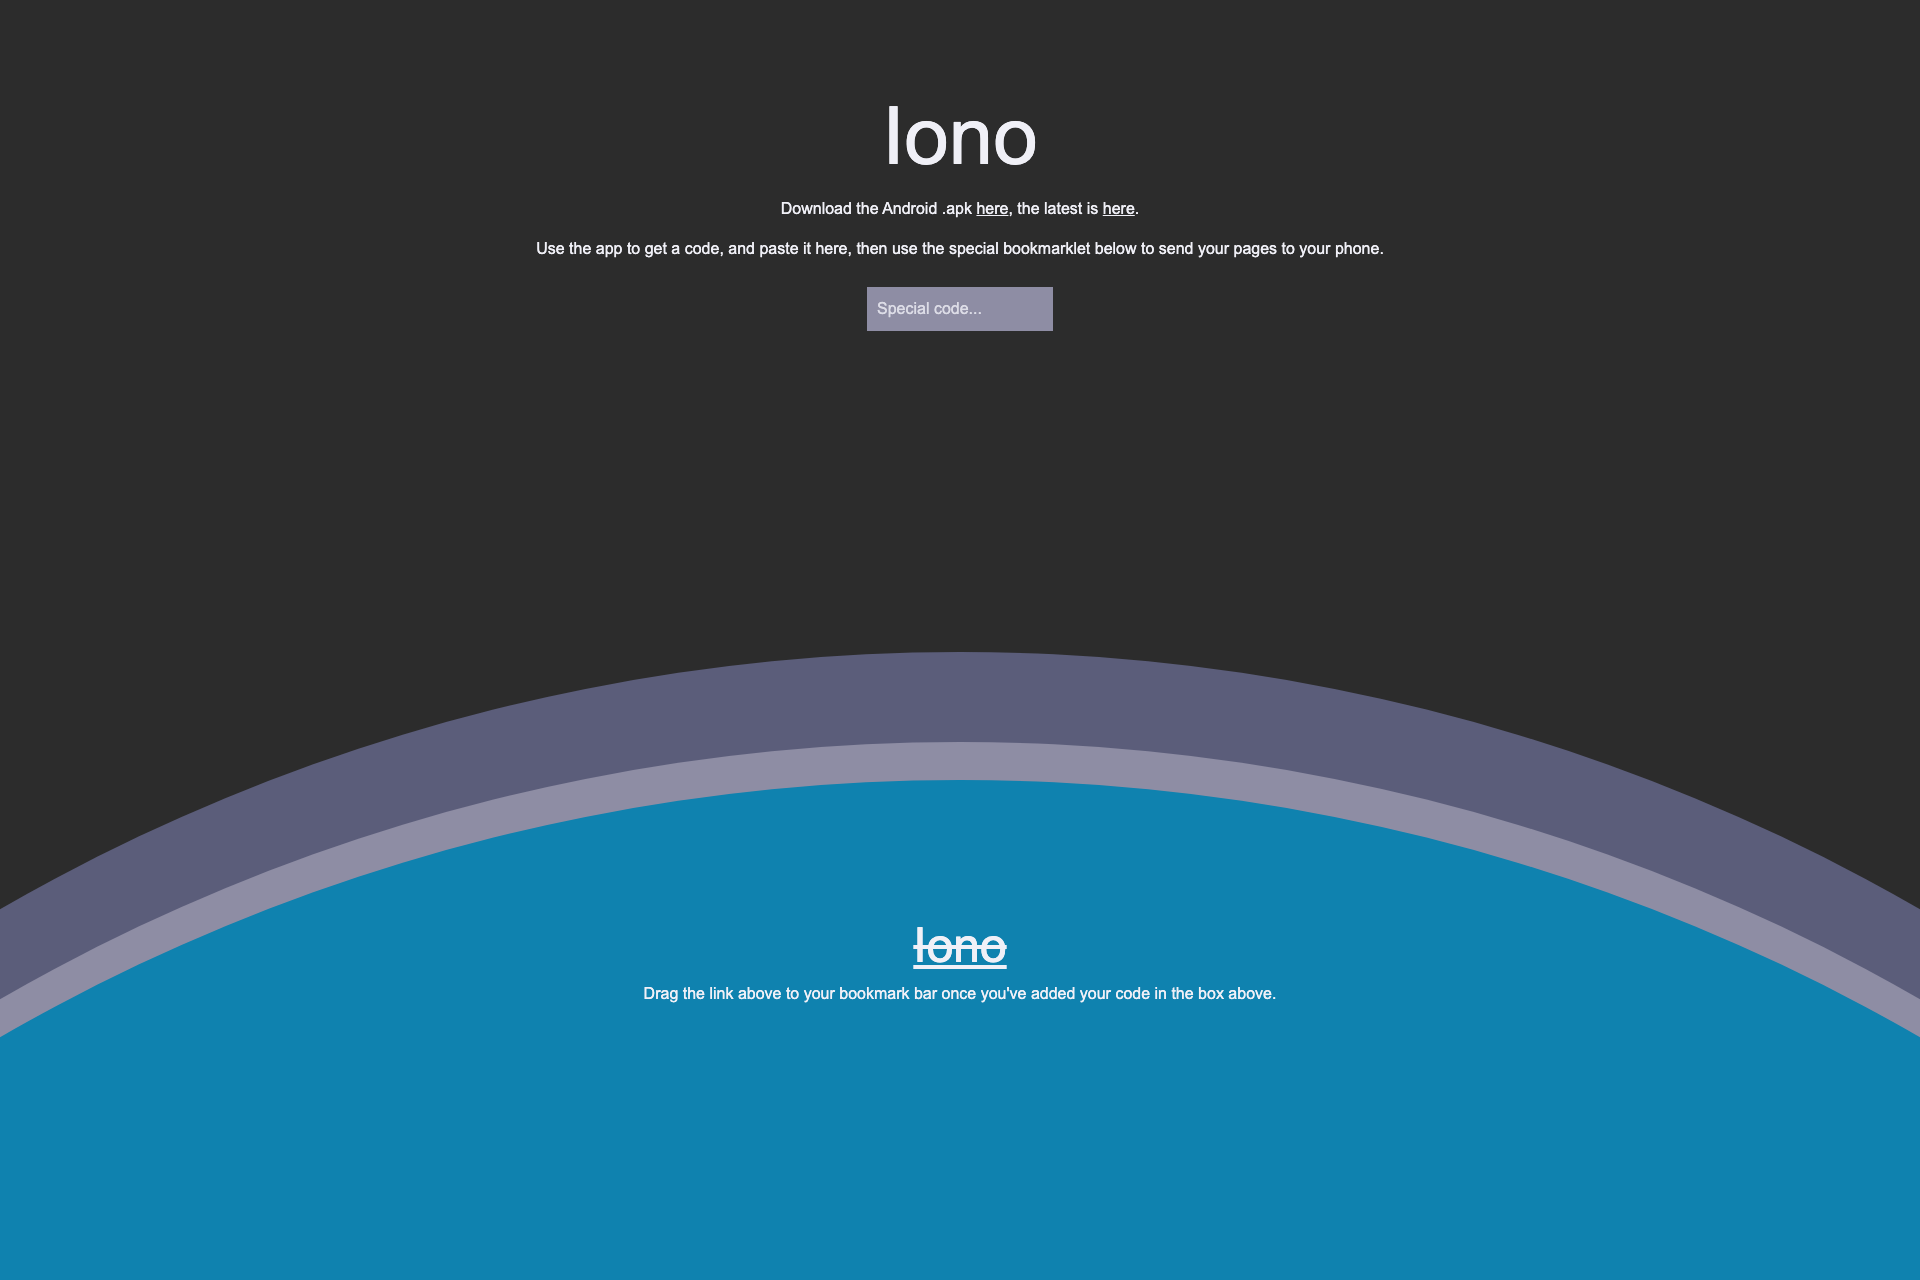 lono
Download the Android .apk here, the latest is here.
Use the app to get a code, and paste it here, then use the special bookmarklet below to send your pages to your phone.
Special code...
lono
Drag the link above to your bookmark bar once you've added your code in the box above.